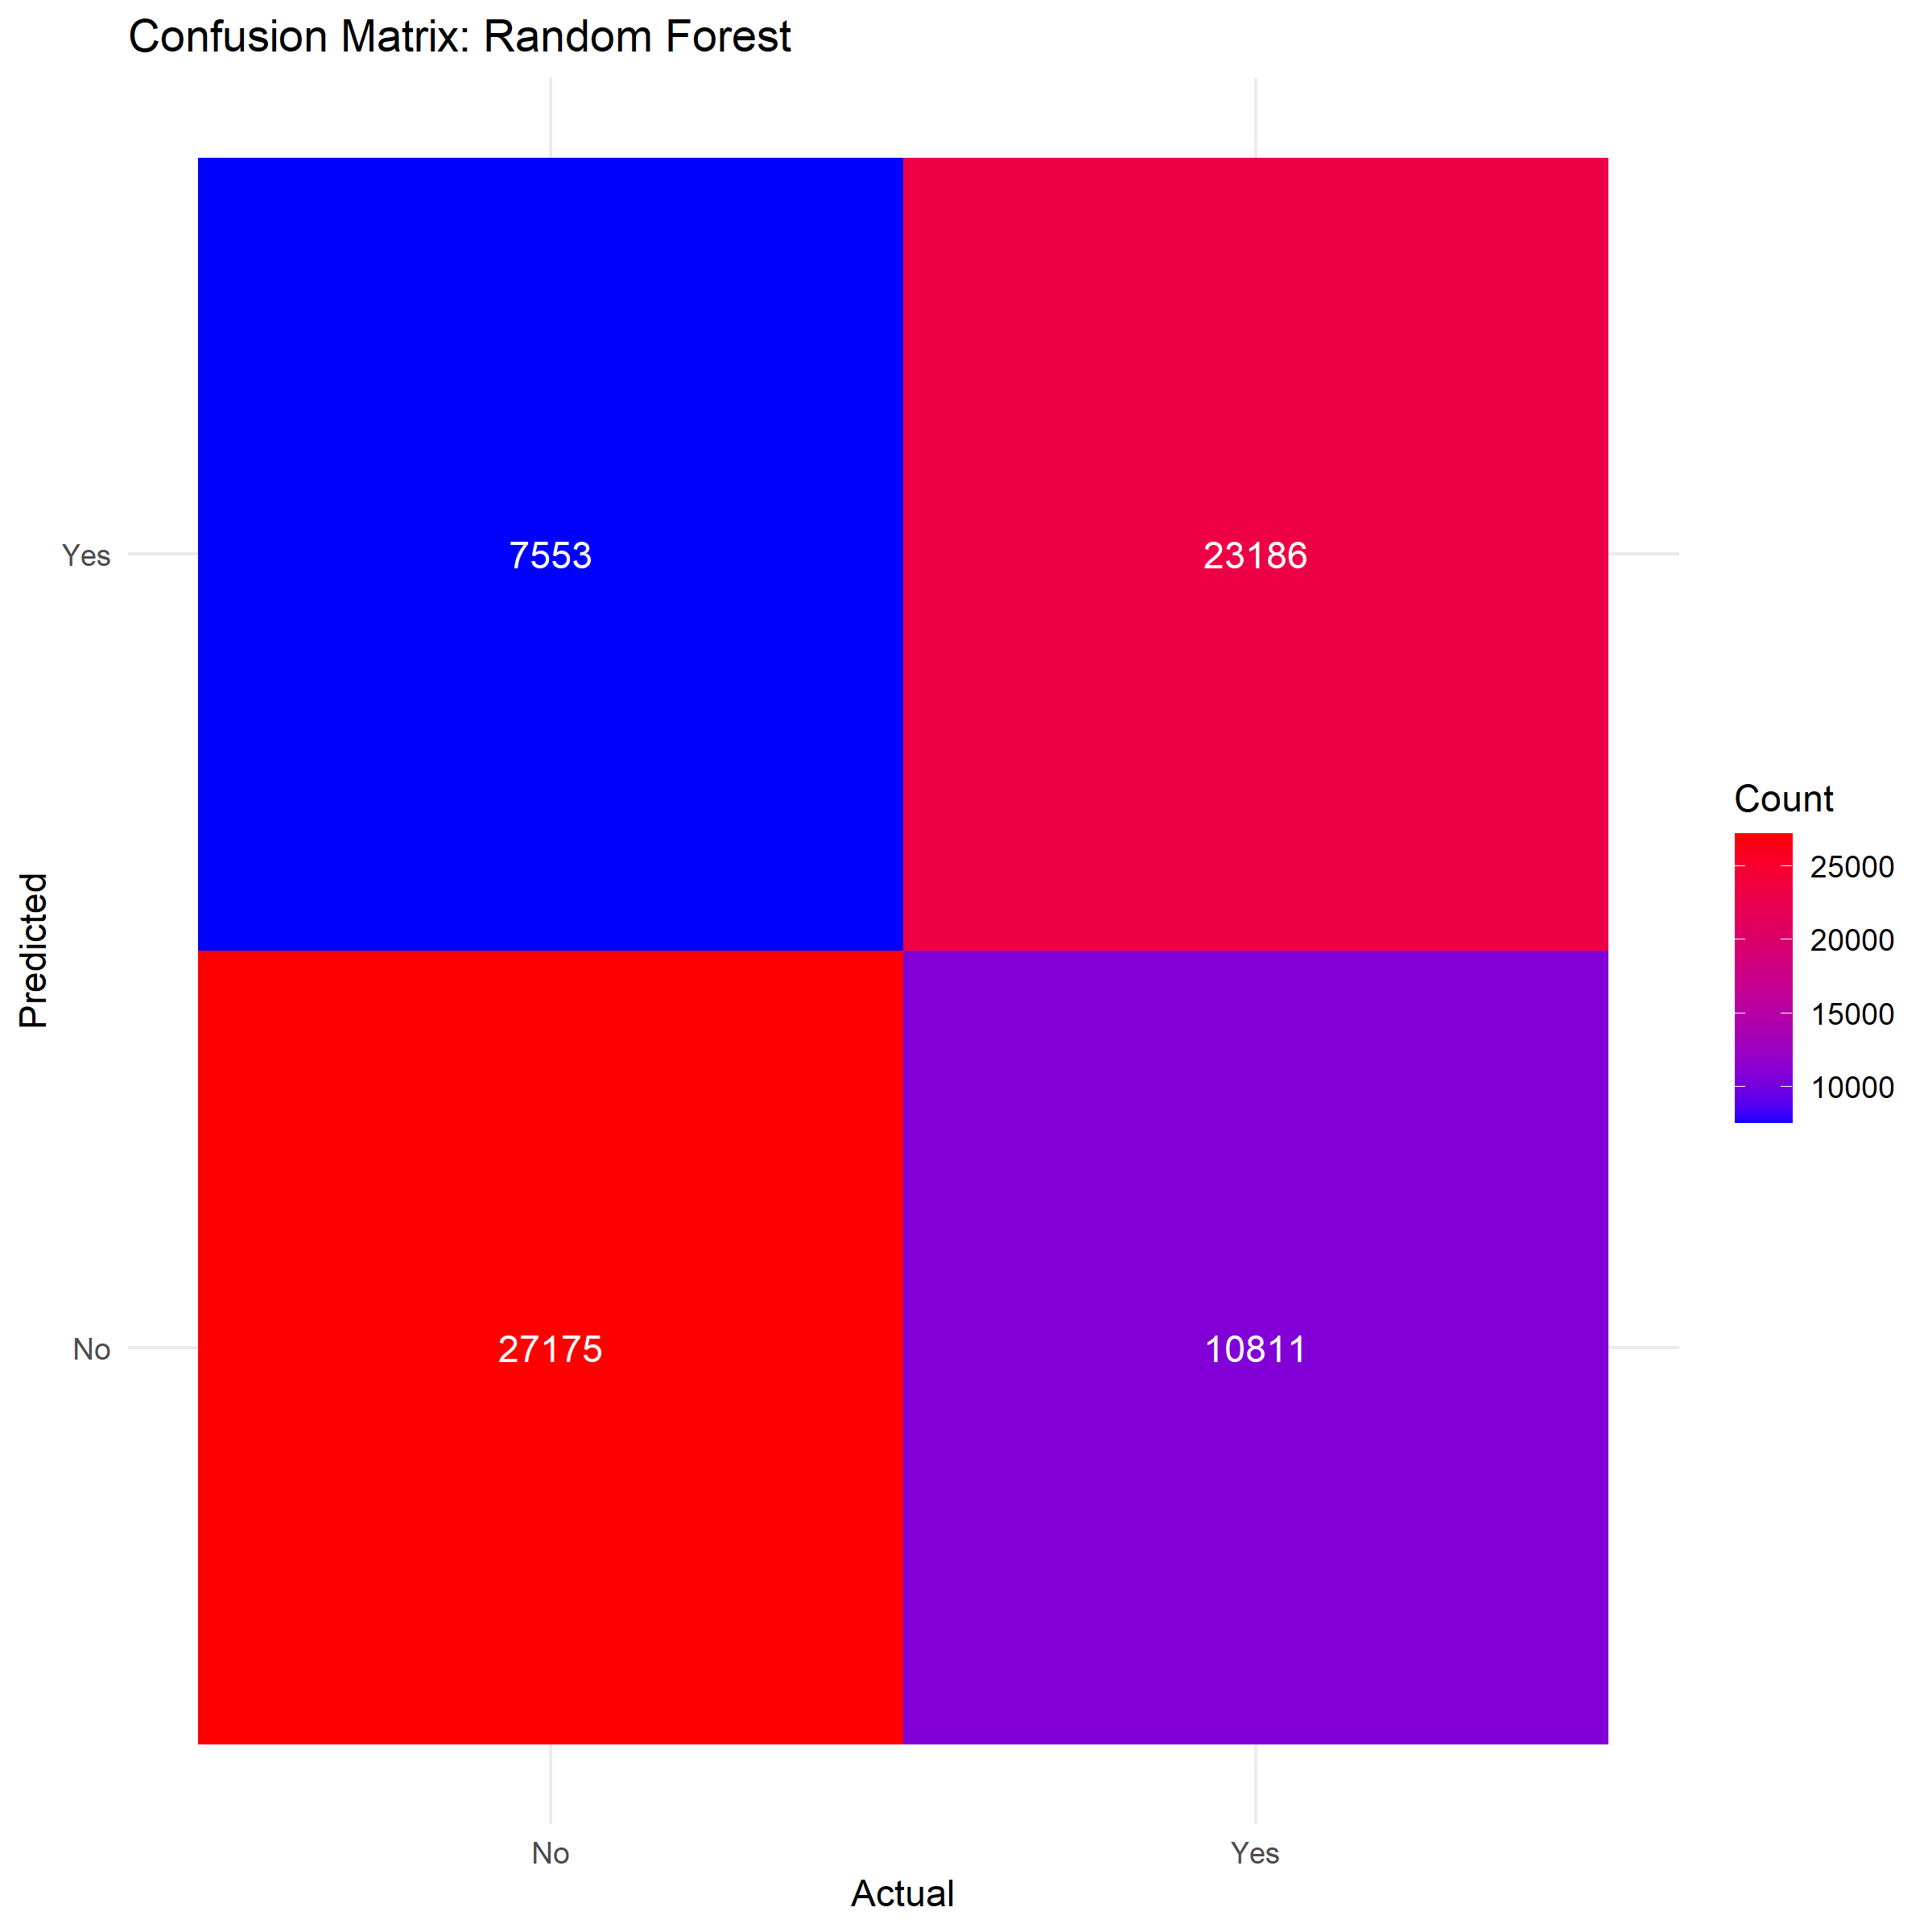 Confusion Matrix: Random Forest
Yes
7553
23186
Predicted
No
27175
10811
No
Yes
Actual
Count
25000
20000
15000
10000